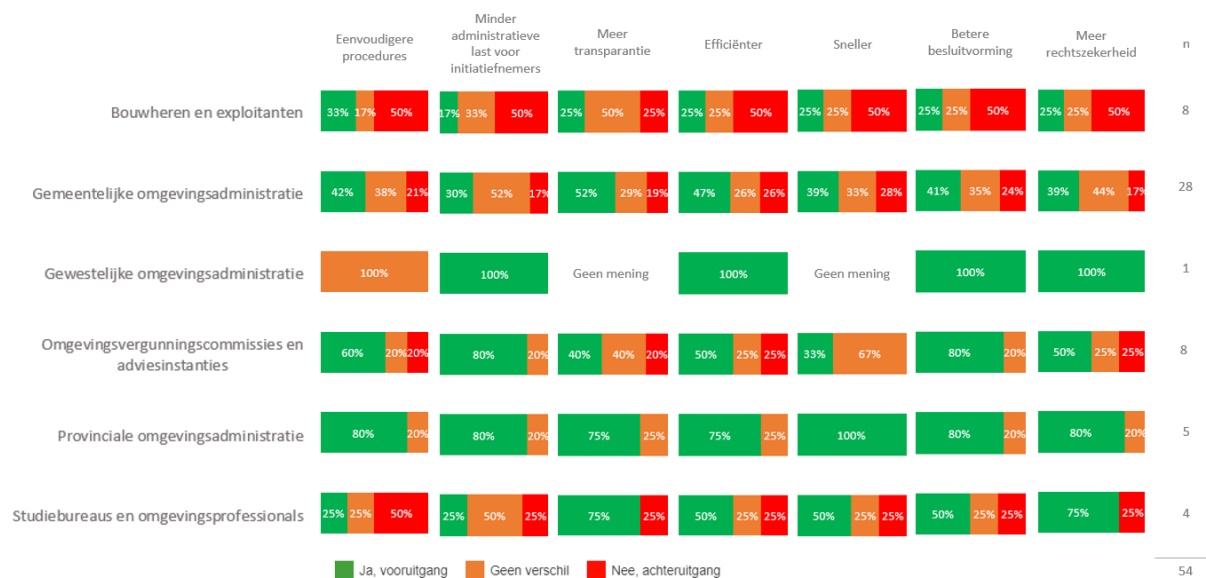 Eenvoudigere
procedures
Minder
administratieve
last voor
initiatiefnemers
Meer
transparantie
Efficiënter
Sneller
Betere
besluitvorming
Meer
rechtszekerheid
n
Bouwheren en exploitanten
33% 17% 50%
17% 33% 50%
25% 50% 25%
25% 25% 50%
25% 25% 50%
25% 25% 50%
25% 25% 50%
8
Gemeentelijke omgevingsadministratie
42% 38% 21%
30% 52% 17%
52% 29% 19%
47% 26% 26%
39% 33% 28%
41% 35% 24%
39% 44% 17%
28
Gewestelijke omgevingsadministratie
100%
100%
Geen mening
100%
Geen mening
100%
100%
1
Omgevingsvergunningscommissies en
adviesinstanties
60% 20% 20%
80% 20%
40% 40% 20%
50% 25% 25%
33% 67%
80% 20%
50% 25% 25%
8
Provinciale omgevingsadministratie
80% 20%
80% 20%
75% 25%
75% 25%
100%
80% 20%
80% 20%
5
Studiebureaus en omgevingsprofessionals
25% 25% 50%
25% 50% 25%
75% 25%
50% 25% 25%
50% 25% 25%
50% 25% 25%
75% 25%
4
Ja, vooruitgang
Geen verschil
Nee, achteruitgang
54